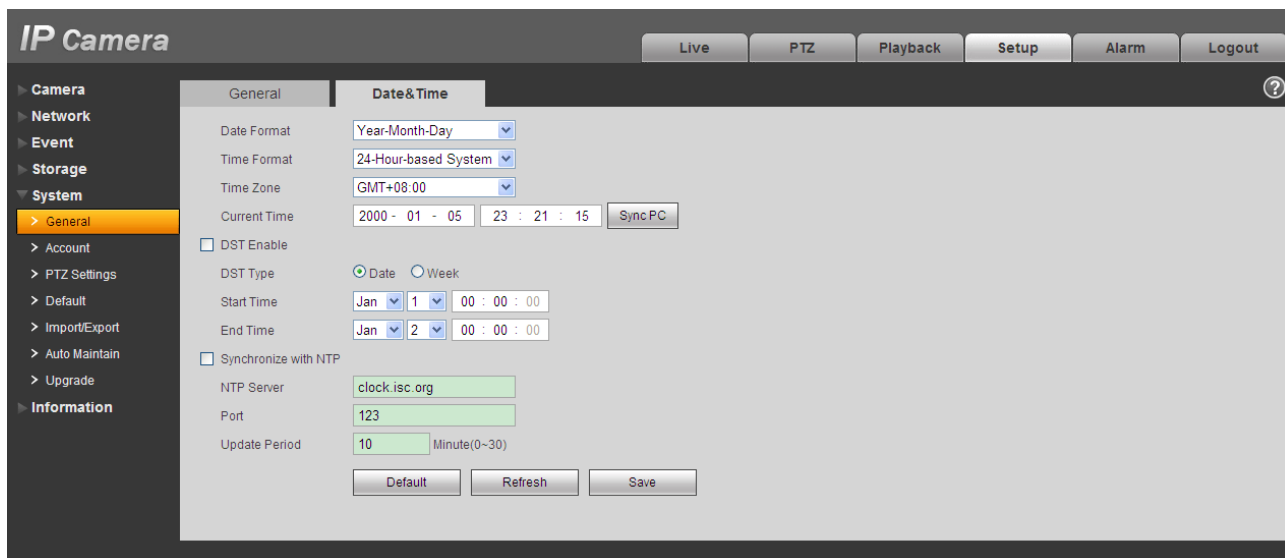 IP Camera
Live PTZ Playback Setup Alarm Logout
Camera
Network
Event
Storage
System
General
Account
PTZ Settings
Default
Import/Export
Auto Maintain
Upgrade
Information
General Date&Time
?
Date Format Year-Month-Day
Time Format 24-Hour-based System
Time Zone GMT+08:00
Current Time 2000 - 01 - 05 23 : 21 : 15 Sync PC
DST Enable
DST Type Date Week
Start Time Jan 1 00 : 00 : 00
End Time Jan 2 00 : 00 : 00
Synchronize with NTP
NTP Server clock.isc.org
Port 123
Update Period 10 Minute(0~30)
Default Refresh Save